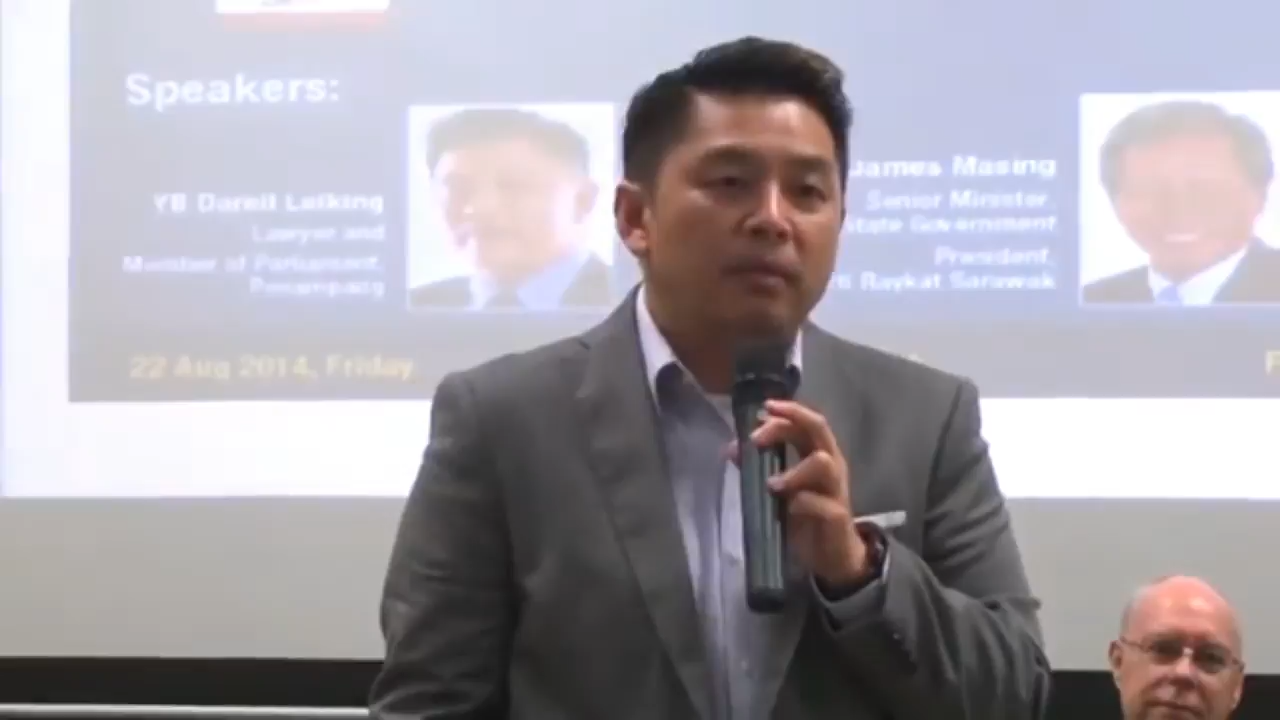 Speakers:
YB Darell Leiking
Lawyer and
Member of Parliament,
Penampang
James Masing
Senior Minister,
State Government
President,
Raykat Sarawak
22 Aug 2014, Friday